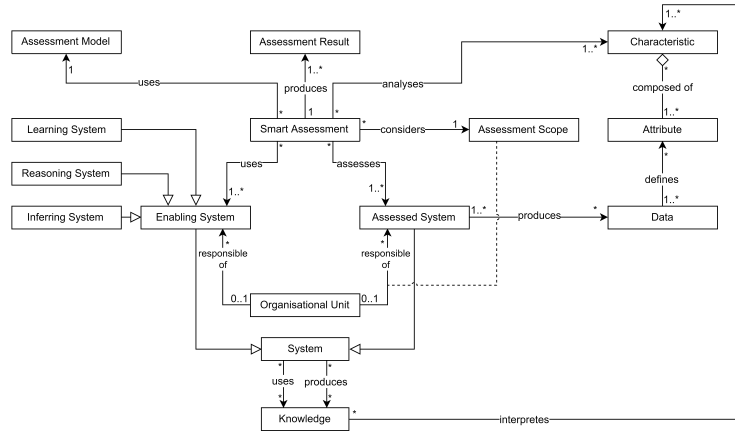 1..*
Assessment Model
Assessment Result
Characteristic
1
1..*
1..*
*
uses
produces
analyses
composed of
*
1
*
1..*
Learning System
Smart Assessment
*
considers
1
Assessment Scope
Attribute
*
*
*
Reasoning System
uses
assesses
defines
1..*
1..*
1..*
Inferring System
Enabling System
Assessed System
1..*
produces
*
Data
*
*
responsible
of
responsible
of
0..1
Organisational Unit
0..1
System
*
*
uses
produces
*
*
Knowledge
*
interpretes